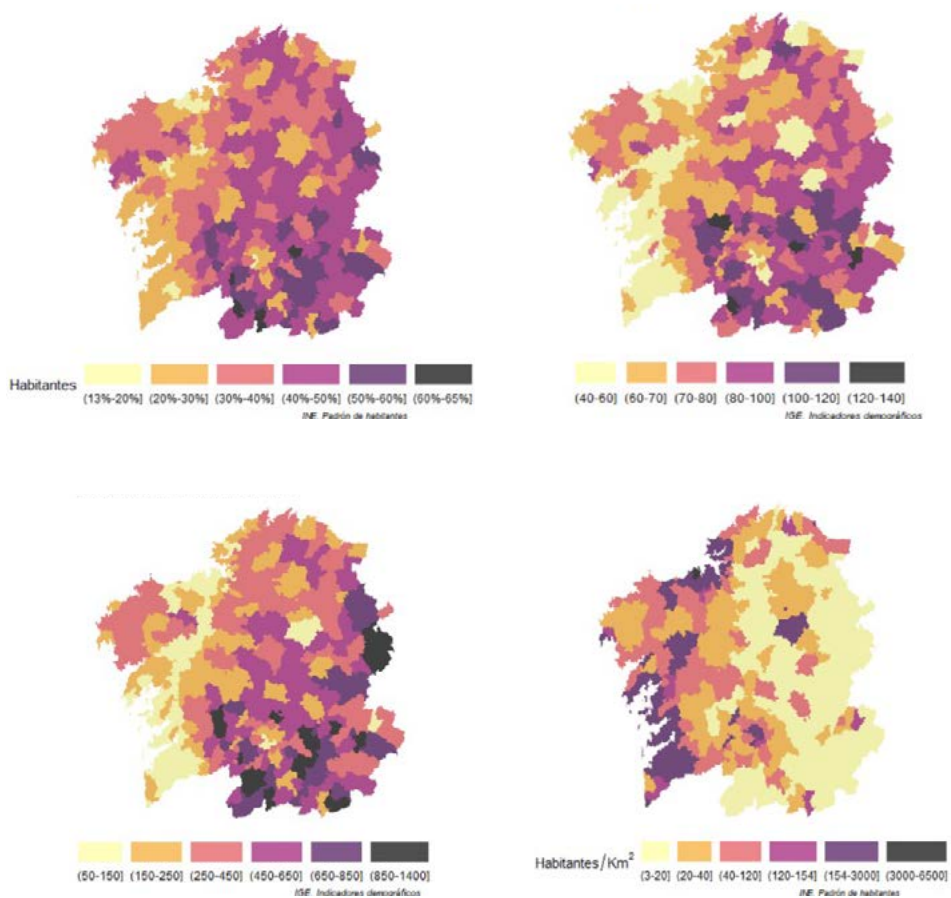 Habitantes
(13%-20%] (20%-30%] (30%-40%] (40%-50%] (50%-60%] (60%-65%]
INE. Padrón de habitantes
(40-60] (60-70] (70-80] (80-100] (100-120] (120-140]
IGE. Indicadores demográficos
(50-150] (150-250] (250-450] (450-650] (650-850] (850-1400]
IGE. Indicadores demográficos
Habitantes/Km²
(3-20] (20-40] (40-120] (120-154] (154-3000] (3000-6500]
INE. Padrón de habitantes